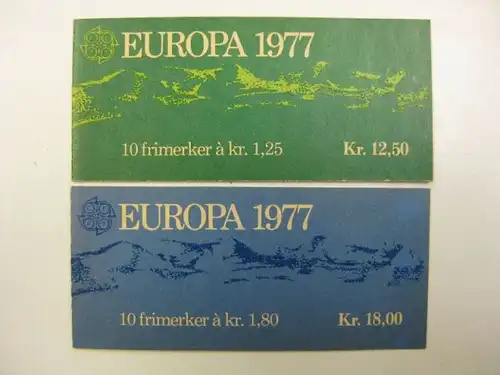 EUROPA 1977
10 frimerker à kr. 1,25 Kr. 12,50
EUROPA 1977
10 frimerker à kr. 1,80 Kr. 18,00